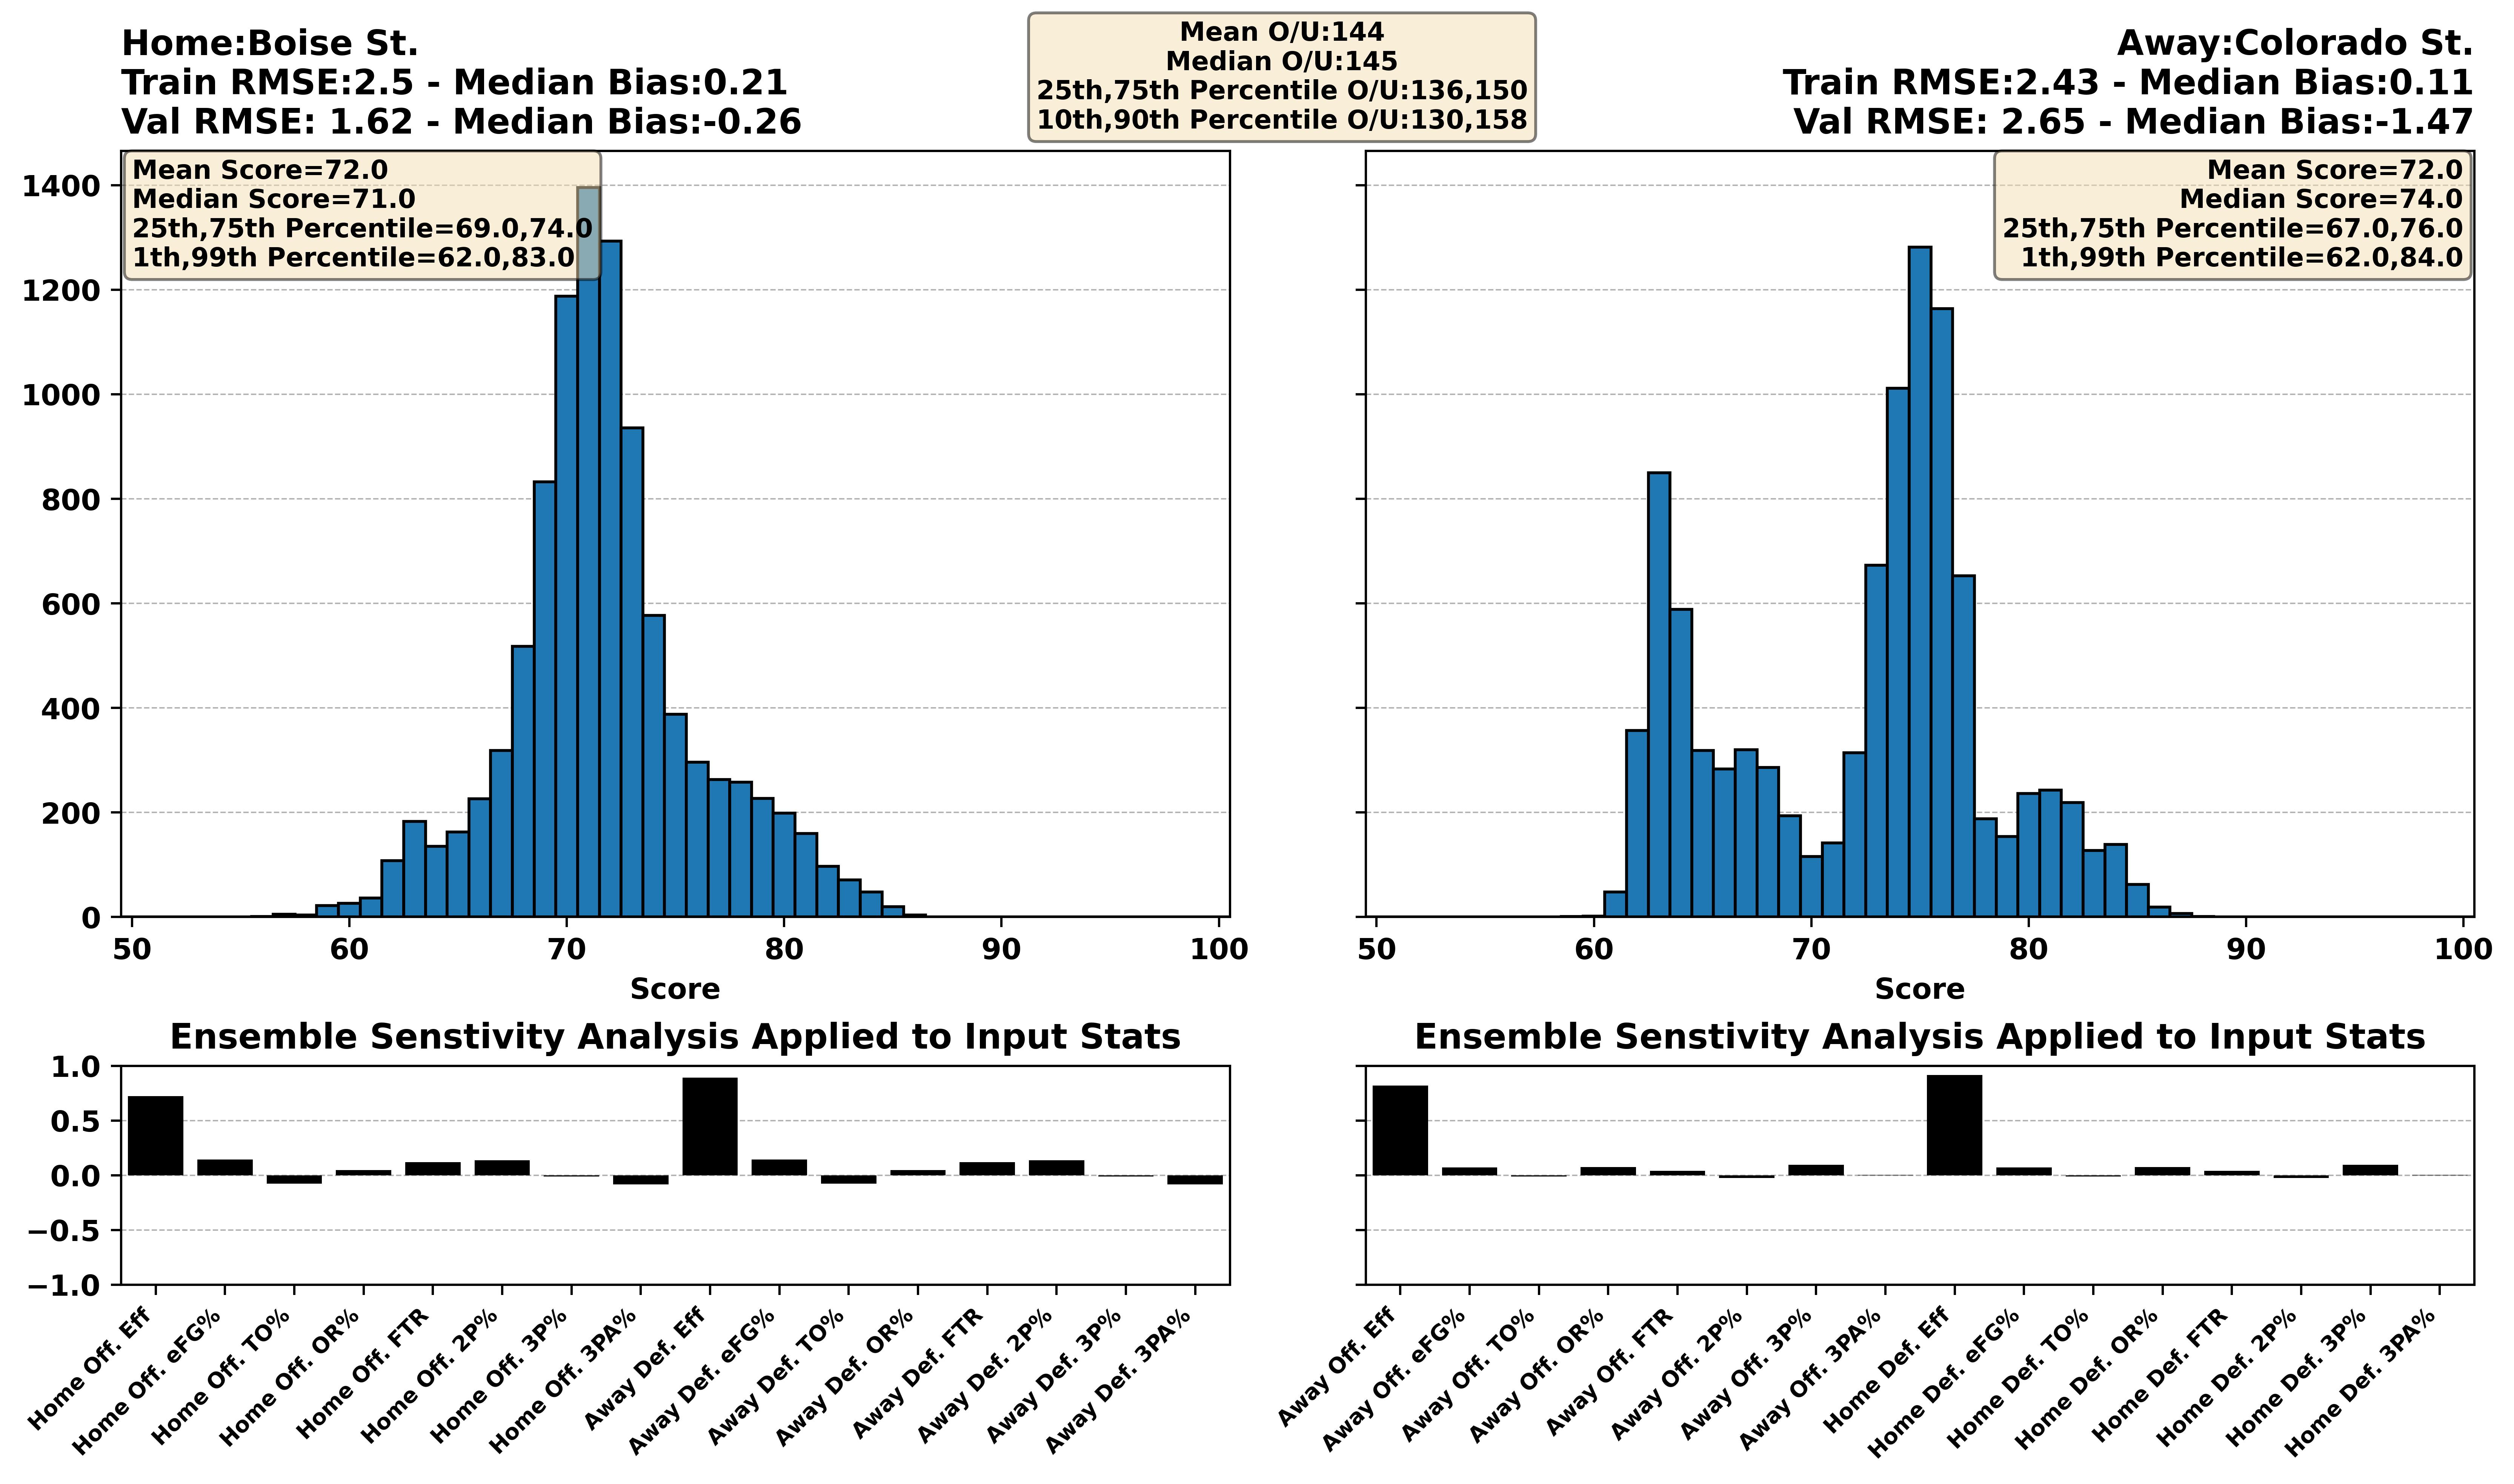 Mean O/U:144
Median O/U:145
25th,75th Percentile O/U:136,150
10th,90th Percentile O/U:130,158
Home:Boise St.
Train RMSE:2.5 - Median Bias:0.21
Val RMSE: 1.62 - Median Bias:-0.26
Away:Colorado St.
Train RMSE:2.43 - Median Bias:0.11
Val RMSE: 2.65 - Median Bias:-1.47
Mean Score=72.0
Median Score=71.0
25th,75th Percentile=69.0,74.0
1th,99th Percentile=62.0,83.0
1400
1200
1000
800
600
400
200
0
50 60 70 80 90 100
Score
Mean Score=72.0
Median Score=74.0
25th,75th Percentile=67.0,76.0
1th,99th Percentile=62.0,84.0
50 60 70 80 90 100
Score
Ensemble Senstivity Analysis Applied to Input Stats
1.0
0.5
0.0
−0.5
−1.0
Home Off. Eff
Home Off. eFG%
Home Off. TO%
Home Off. OR%
Home Off. FTR
Home Off. 2P%
Home Off. 3P%
Home Off. 3PA%
Away Def. Eff
Away Def. eFG%
Away Def. TO%
Away Def. OR%
Away Def. FTR
Away Def. 2P%
Away Def. 3P%
Away Def. 3PA%
Ensemble Senstivity Analysis Applied to Input Stats
Away Off. Eff
Away Off. eFG%
Away Off. TO%
Away Off. OR%
Away Off. FTR
Away Off. 2P%
Away Off. 3P%
Away Off. 3PA%
Home Def. Eff
Home Def. eFG%
Home Def. TO%
Home Def. OR%
Home Def. FTR
Home Def. 2P%
Home Def. 3P%
Home Def. 3PA%